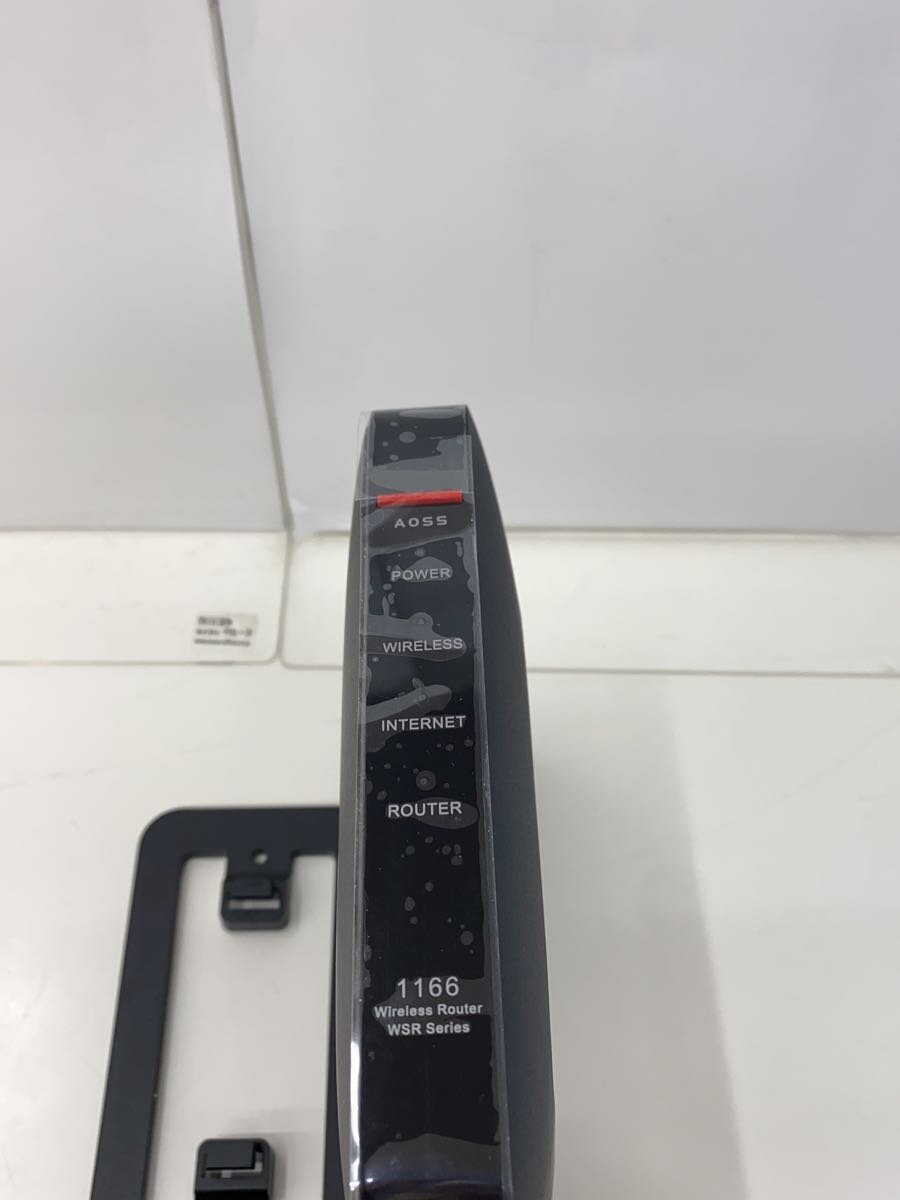 AOSS
POWER
WIRELESS
INTERNET
ROUTER
1166
Wireless Router
WSR Series